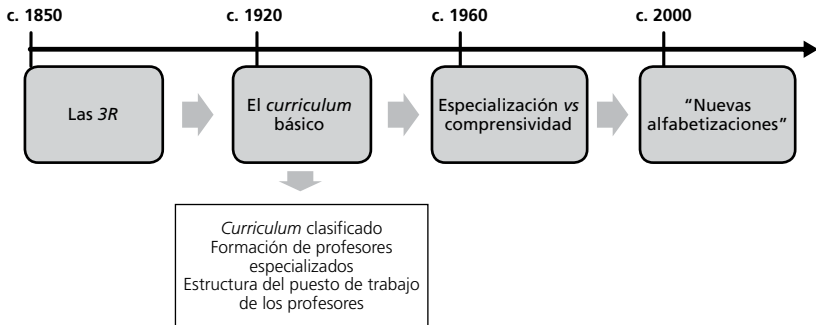 c. 1850
c. 1920
c. 1960
c. 2000
Las 3R
El curriculum
básico
Especialización vs
comprensividad
“Nuevas
alfabetizaciones”
Curriculum clasificado
Formación de profesores
especializados
Estructura del puesto de trabajo
de los profesores